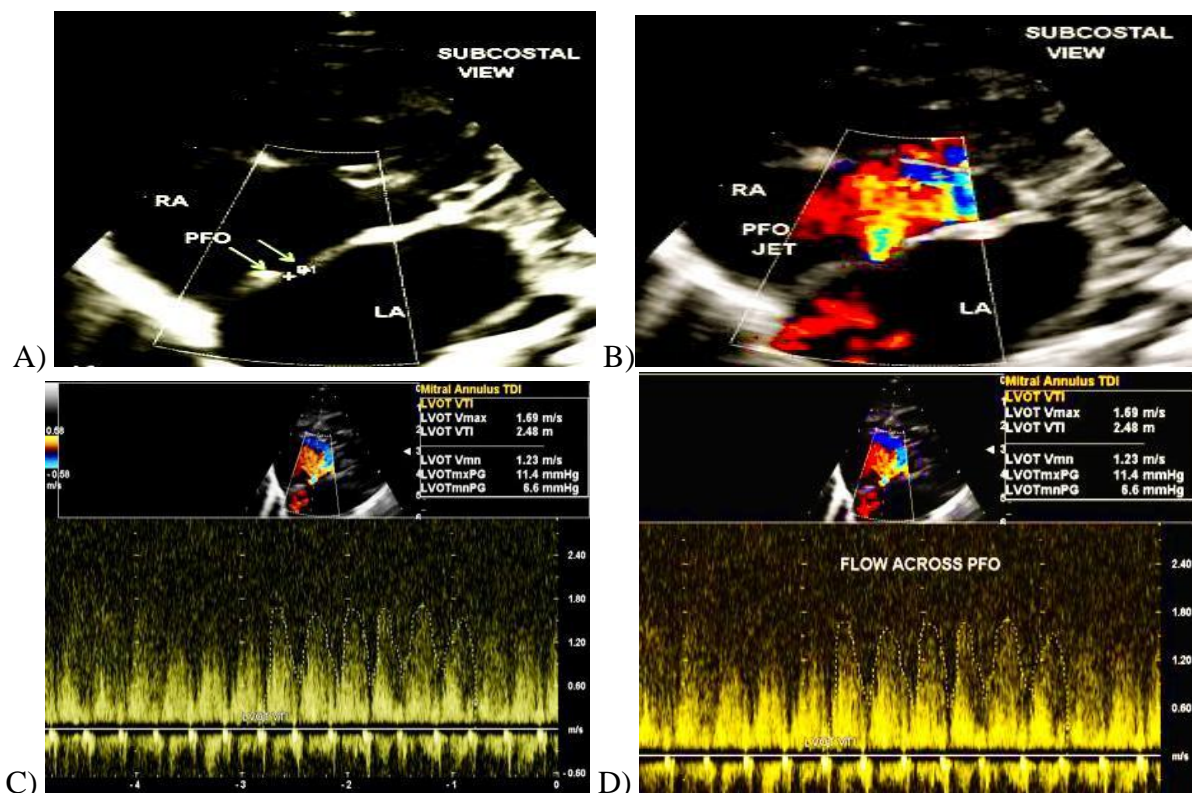 SUBCOSTAL
VIEW
RA
PFO
LA
A)
SUBCOSTAL
VIEW
RA
PFO
JET
LA
B)
Mitral Annulus TDI
LVOT VTI
LVOT Vmax 1.69 m/s
LVOT VTI 2.48 m
LVOT Vmn 1.23 m/s
LVOTmxPG 11.4 mmHg
LVOTmnPG 6.6 mmHg
0.58
-0.58
m/s
2.40
1.80
1.20
0.60
LVOT VTI
m/s
-0.60
-4
-3
-2
-1
0
C)
Mitral Annulus TDI
LVOT VTI
LVOT Vmax 1.69 m/s
LVOT VTI 2.48 m
LVOT Vmn 1.23 m/s
LVOTmxPG 11.4 mmHg
LVOTmnPG 6.6 mmHg
FLOW ACROSS PFO
2.40
1.80
1.20
0.60
LVOT VTI
m/s
D)